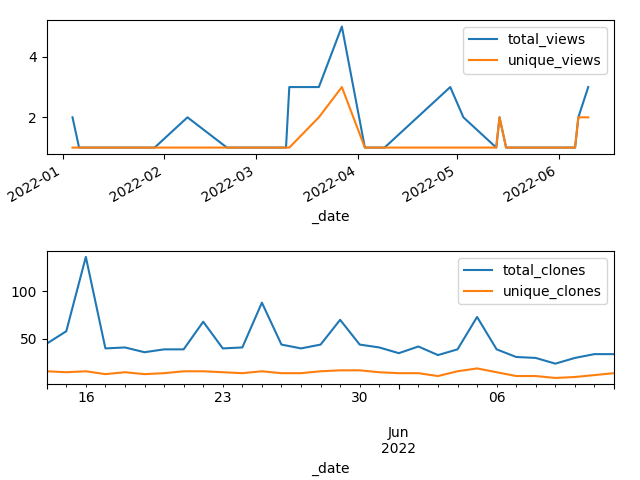 total_views
unique_views
4
2
2022-01
2022-02
2022-03
2022-04
2022-05
2022-06
_date
total_clones
unique_clones
100
50
16
23
30
06
Jun
2022
_date